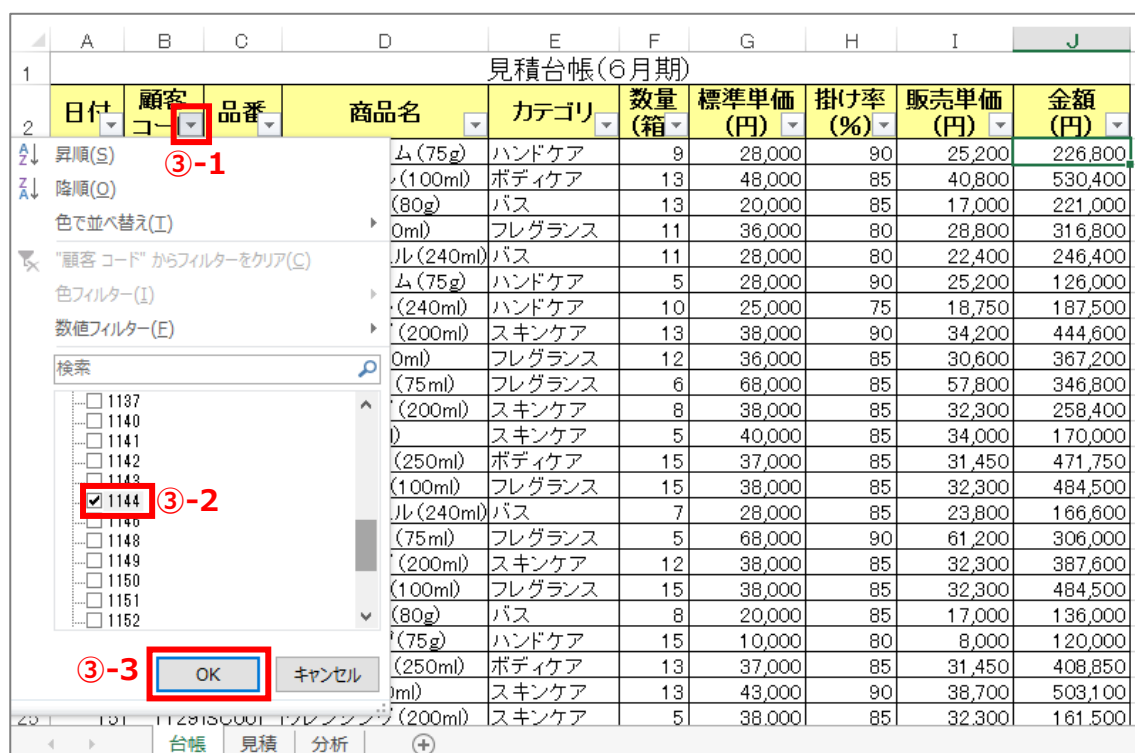 A B C D E F G H I J
1 見積台帳(6月期)
2 日付 顧客コー 品番 商品名 カテゴリ 数量(箱 標準単価(円) 掛け率(%) 販売単価(円) 金額(円)
③-1
昇順(S)
降順(O)
色で並べ替え(T)
"顧客 コード" からフィルターをクリア(C)
色フィルター(I)
数値フィルター(F)
検索
1137
1140
1141
1142
1143
1144
③-2
1146
1148
1149
1150
1151
1152
③-3
OK キャンセル
ム(75g) ハンドケア 9 28,000 90 25,200 226,800
(100ml) ボディケア 13 48,000 85 40,800 530,400
(80g) バス 13 20,000 85 17,000 221,000
0ml) フレグランス 11 36,000 80 28,800 316,800
ル(240ml) バス 11 28,000 80 22,400 246,400
ム(75g) ハンドケア 5 28,000 90 25,200 126,000
(240ml) ハンドケア 10 25,000 75 18,750 187,500
(200ml) スキンケア 13 38,000 90 34,200 444,600
0ml) フレグランス 12 36,000 85 30,600 367,200
(75ml) フレグランス 6 68,000 85 57,800 346,800
(200ml) スキンケア 8 38,000 85 32,300 258,400
) スキンケア 5 40,000 85 34,000 170,000
(250ml) ボディケア 15 37,000 85 31,450 471,750
(100ml) フレグランス 15 38,000 85 32,300 484,500
ル(240ml) バス 7 28,000 85 23,800 166,600
(75ml) フレグランス 5 68,000 90 61,200 306,000
(200ml) スキンケア 12 38,000 85 32,300 387,600
(100ml) フレグランス 15 38,000 85 32,300 484,500
(80g) バス 8 20,000 85 17,000 136,000
(75g) ハンドケア 15 10,000 80 8,000 120,000
(250ml) ボディケア 13 37,000 85 31,450 408,850
0ml) スキンケア 13 43,000 90 38,700 503,100
(200ml) スキンケア 5 38,000 85 32,300 161,500
台帳 見積 分析